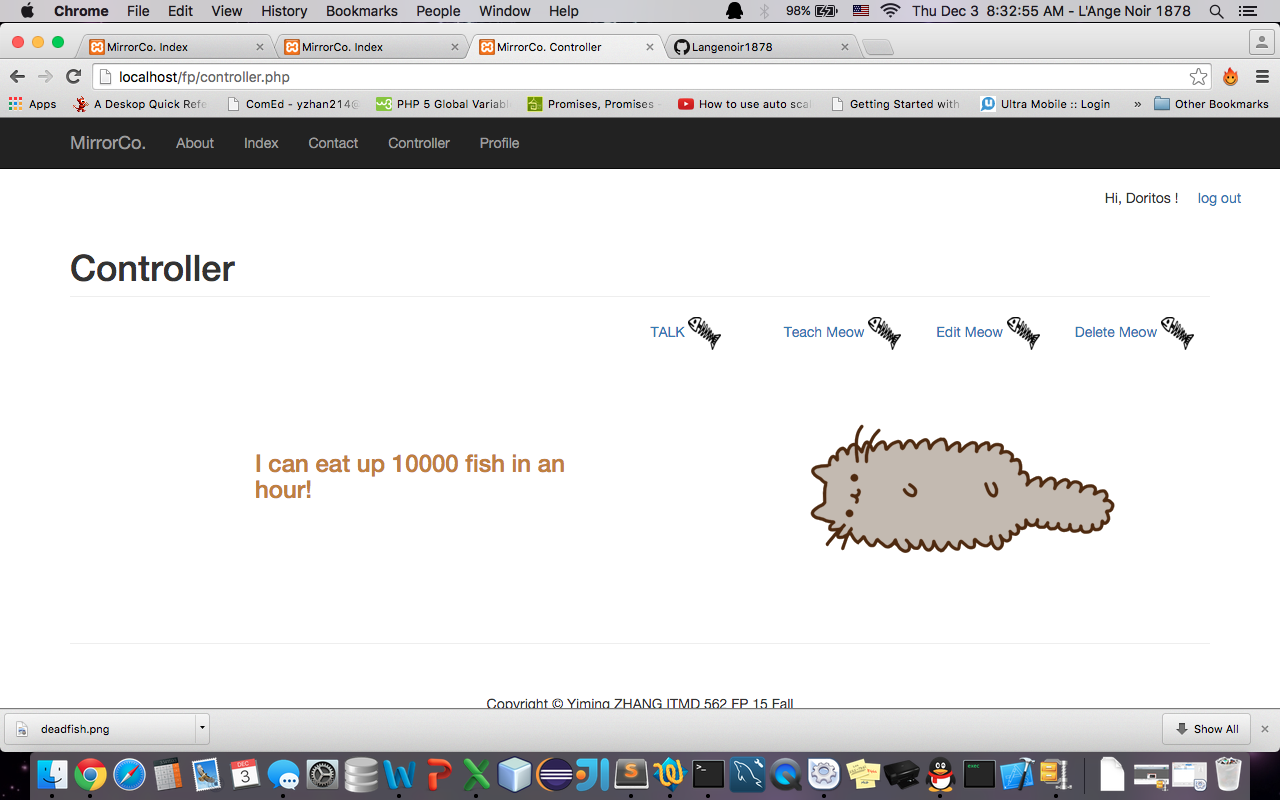 Chrome File Edit View History Bookmarks People Window Help 98% Thu Dec 3 8:32:55 AM - L'Ange Noir 1878
MirrorCo. Index MirrorCo. Index MirrorCo. Controller Langenoir1878
localhost/fp/controller.php
Apps A Deskop Quick Refe ComEd - yzhan214@ PHP 5 Global Variabl Promises, Promises - How to use auto scal Getting Started with Ultra Mobile :: Login » Other Bookmarks
MirrorCo. About Index Contact Controller Profile
Hi, Doritos ! log out
Controller
TALK Teach Meow Edit Meow Delete Meow
I can eat up 10000 fish in an
hour!
Copyright © Yiming ZHANG ITMD 562 FP 15 Fall
deadfish.png Show All
DEC
3